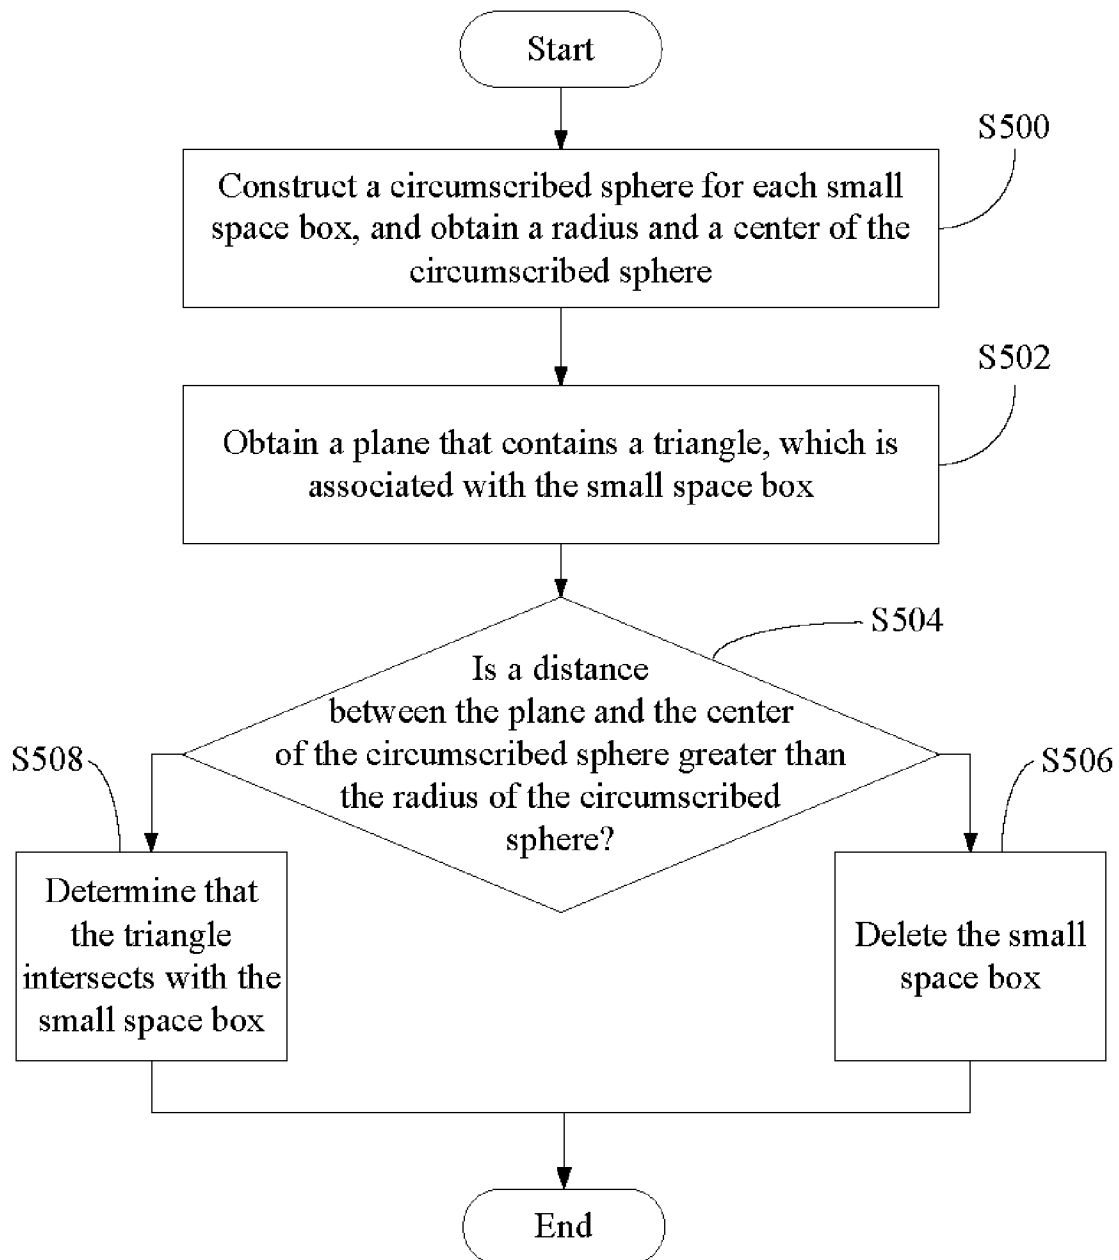 Start
S500
Construct a circumscribed sphere for each small
space box, and obtain a radius and a center of the
circumscribed sphere
S502
Obtain a plane that contains a triangle, which is
associated with the small space box
S504
Is a distance
between the plane and the center
of the circumscribed sphere greater than
the radius of the circumscribed
sphere?
S508
S506
Determine that
the triangle
intersects with the
small space box
Delete the small
space box
End